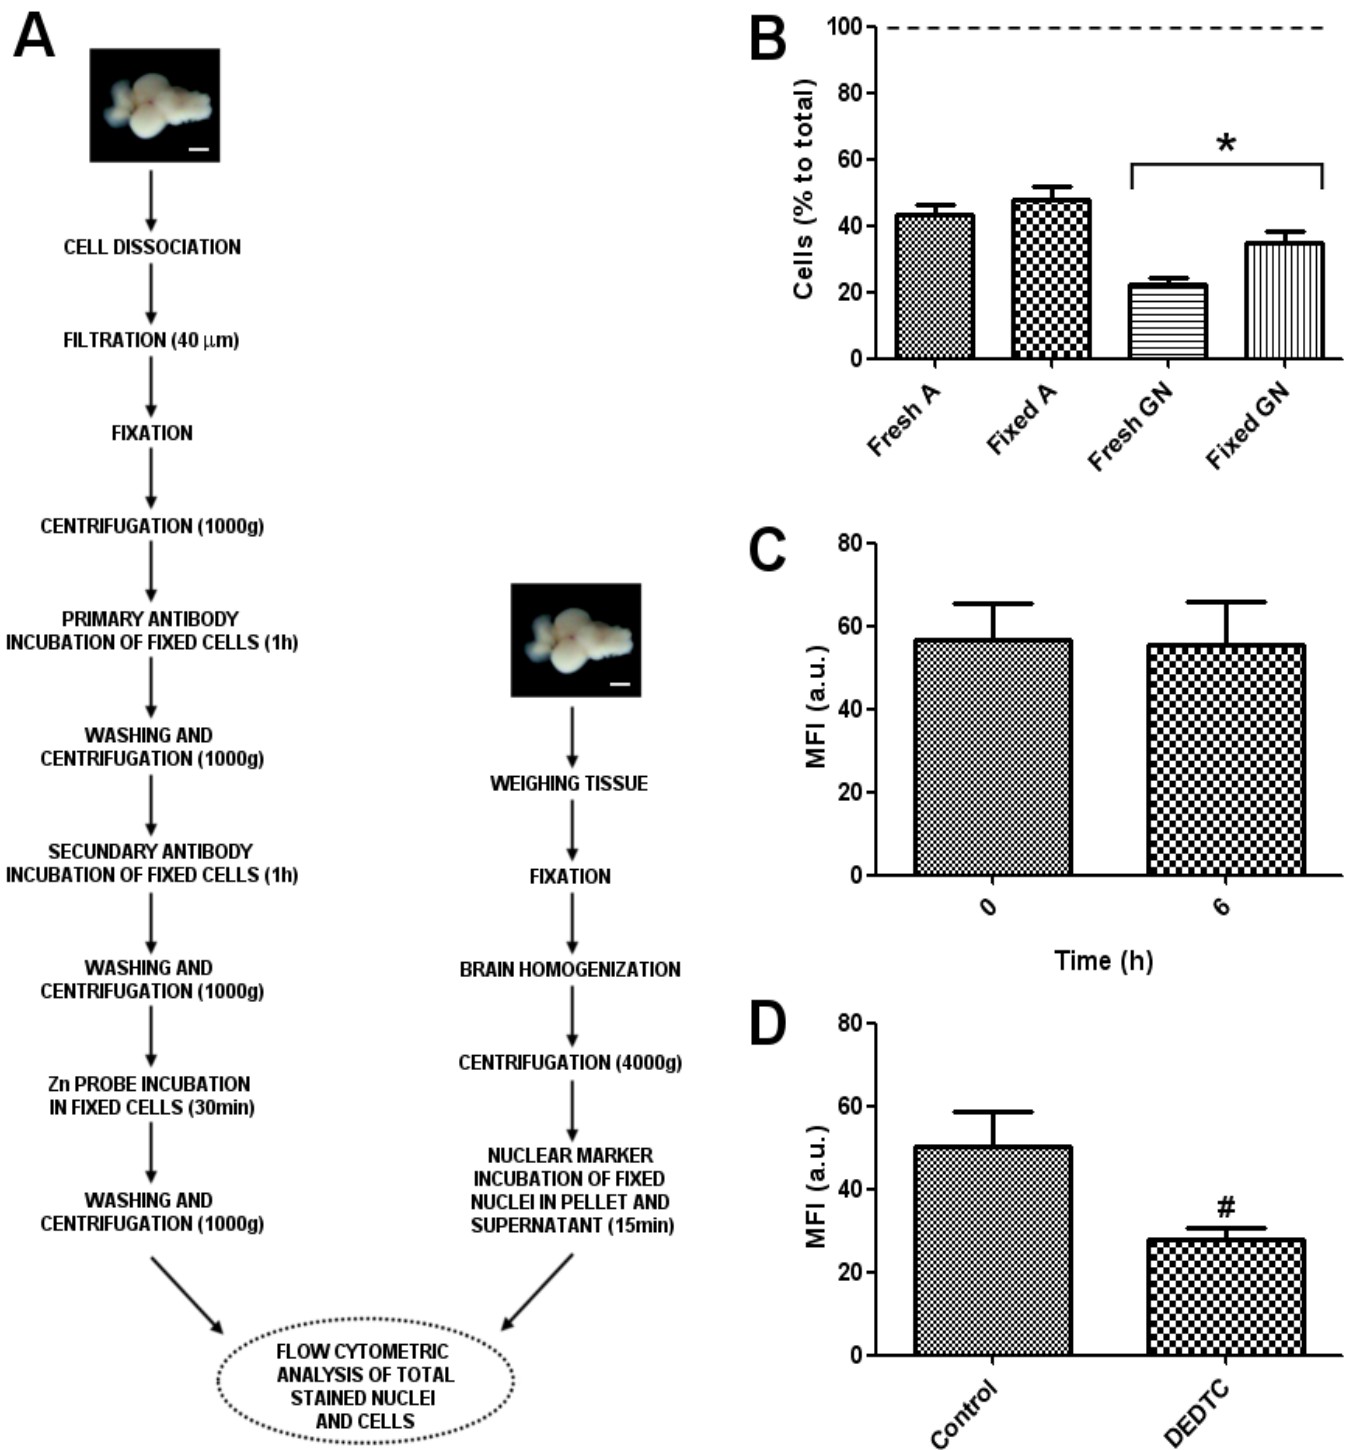 A
CELL DISSOCIATION
FILTRATION (40 μm)
FIXATION
CENTRIFUGATION (1000g)
PRIMARY ANTIBODY
INCUBATION OF FIXED CELLS (1h)
WASHING AND
CENTRIFUGATION (1000g)
SECUNDARY ANTIBODY
INCUBATION OF FIXED CELLS (1h)
WASHING AND
CENTRIFUGATION (1000g)
Zn PROBE INCUBATION
IN FIXED CELLS (30min)
WASHING AND
CENTRIFUGATION (1000g)
WEIGHING TISSUE
FIXATION
BRAIN HOMOGENIZATION
CENTRIFUGATION (4000g)
NUCLEAR MARKER
INCUBATION OF FIXED
NUCLEI IN PELLET AND
SUPERNATANT (15min)
FLOW CYTOMETRIC
ANALYSIS OF TOTAL
STAINED NUCLEI
AND CELLS
B
Cells (% to total)
100
80
60
40
20
0
*
Fresh A
Fixed A
Fresh GN
Fixed GN
C
MFI (a.u.)
80
60
40
20
0
0
6
Time (h)
D
MFI (a.u.)
80
60
40
20
0
#
Control
DEDTC